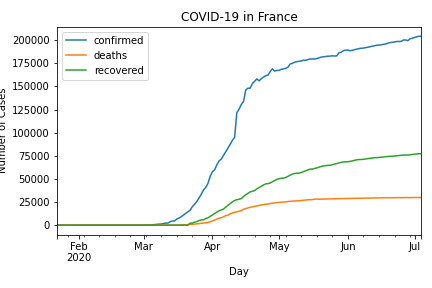 COVID-19 in France
confirmed
deaths
recovered
Number of Cases
200000
175000
150000
125000
100000
75000
50000
25000
0
Feb Mar Apr May Jun Jul
2020
Day